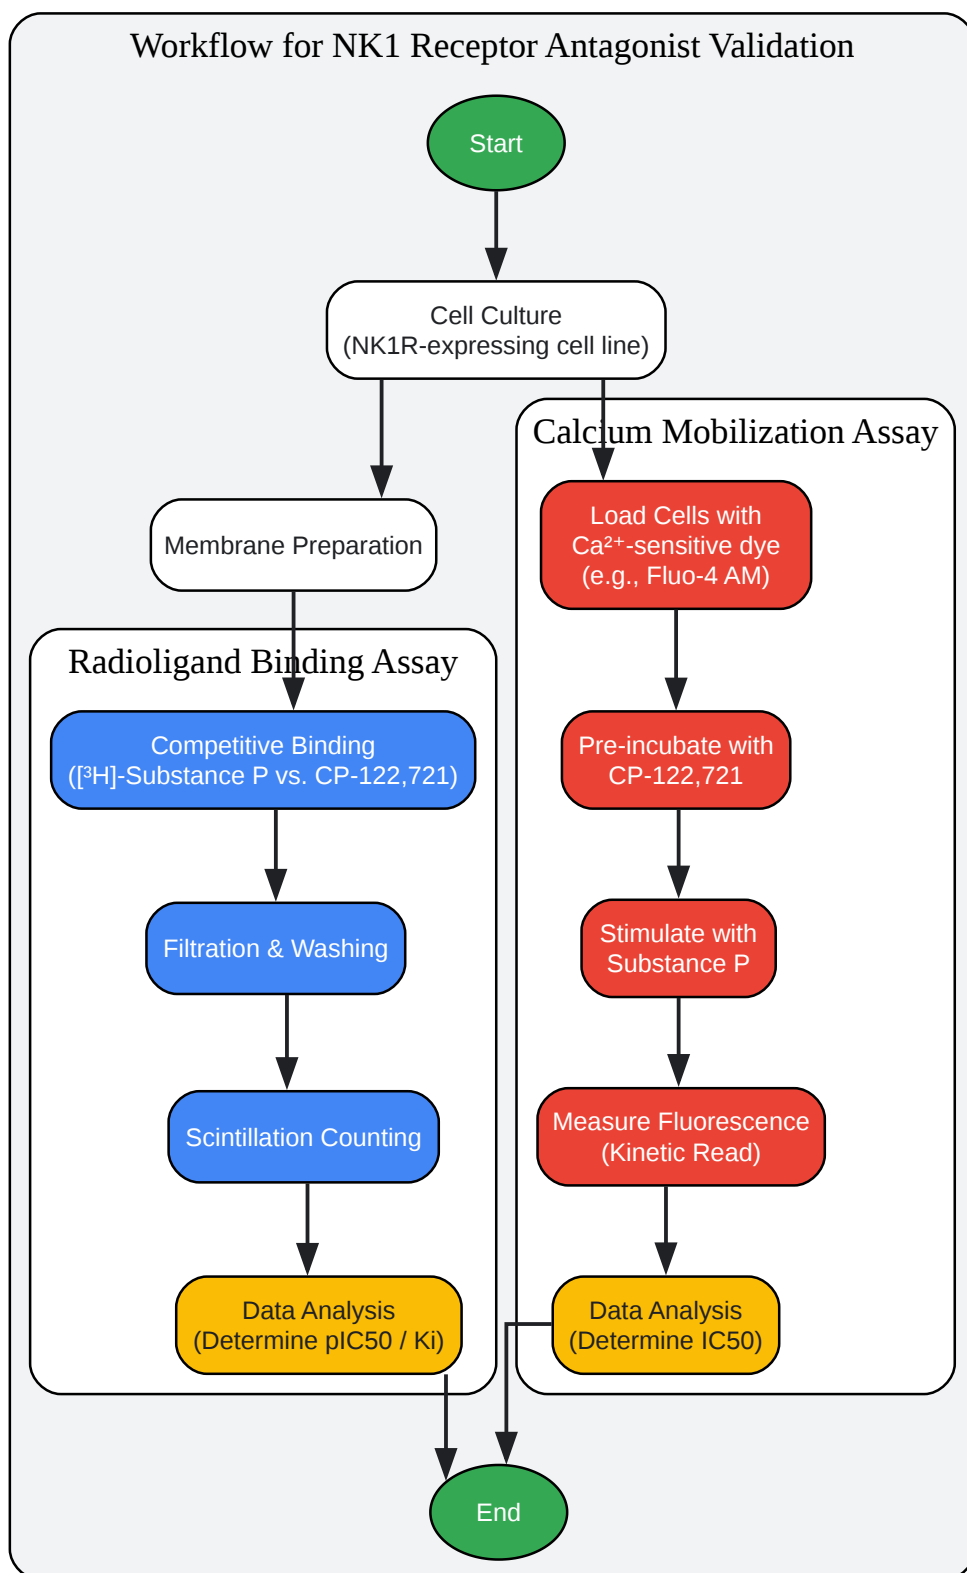 Workflow for NK1 Receptor Antagonist Validation
Start
Cell Culture
(NK1R-expressing cell line)
Membrane Preparation
Radioligand Binding Assay
Competitive Binding
([³H]-Substance P vs. CP-122,721)
Filtration & Washing
Scintillation Counting
Data Analysis
(Determine pIC50 / Ki)
Calcium Mobilization Assay
Load Cells with
Ca²⁺-sensitive dye
(e.g., Fluo-4 AM)
Pre-incubate with
CP-122,721
Stimulate with
Substance P
Measure Fluorescence
(Kinetic Read)
Data Analysis
(Determine IC50)
End